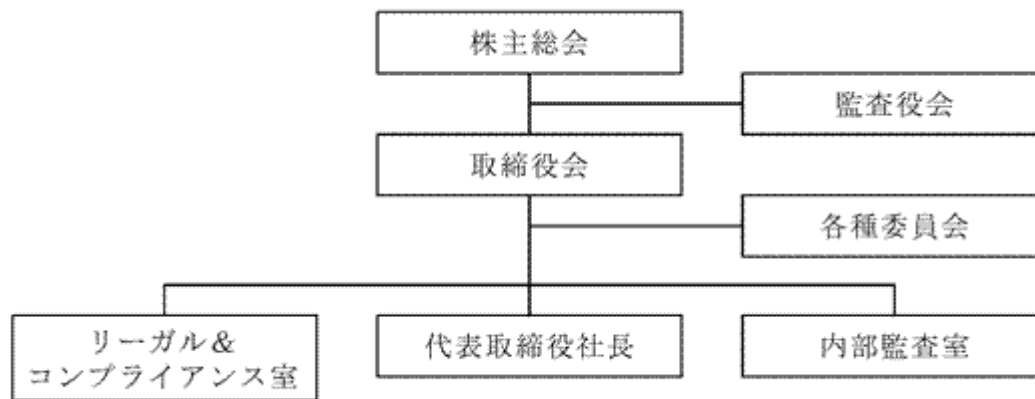 株主総会
監査役会
取締役会
各種委員会
リーガル＆
コンプライアンス室
代表取締役社長
内部監査室